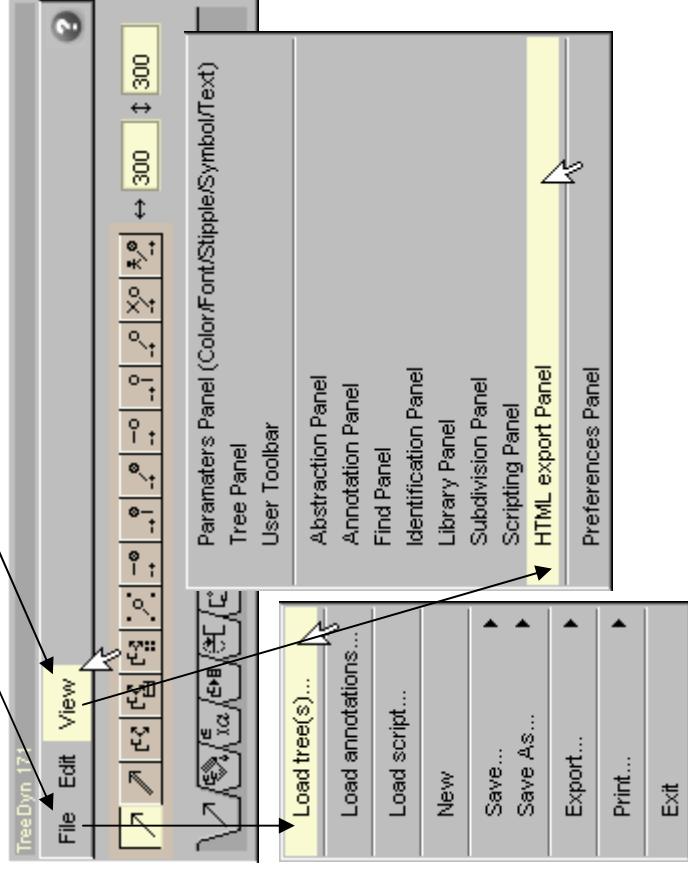 TreeDyn 171
File Edit View ?
300 300
Paramaters Panel (Color/Font/Stipple/Symbol/Text)
Tree Panel
User Toolbar
Abstraction Panel
Annotation Panel
Find Panel
Identification Panel
Library Panel
Subdivision Panel
Scripting Panel
HTML export Panel
Preferences Panel
Load tree(s)...
Load annotations...
Load script...
New
Save...
Save As...
Export...
Print...
Exit